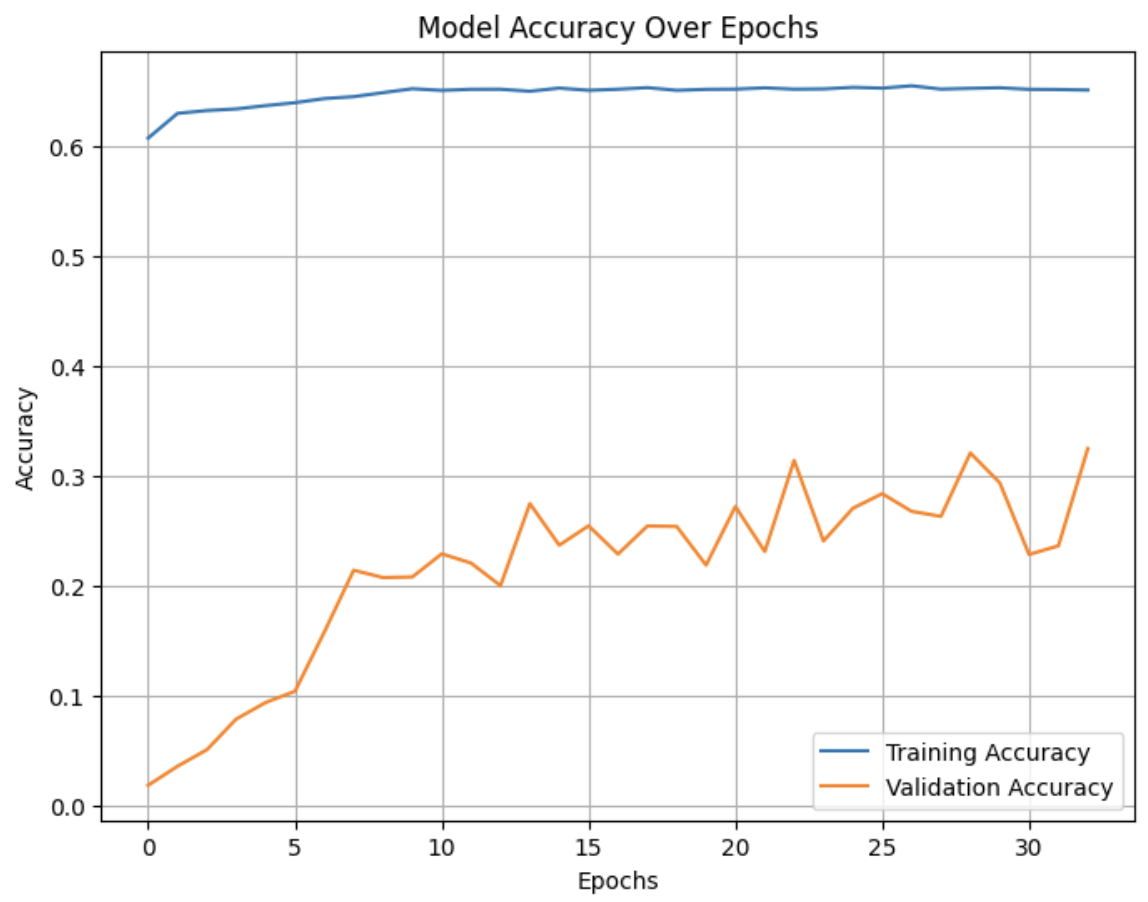 Model Accuracy Over Epochs
Accuracy
0.6
0.5
0.4
0.3
0.2
0.1
0.0
Training Accuracy
Validation Accuracy
0 5 10 15 20 25 30
Epochs